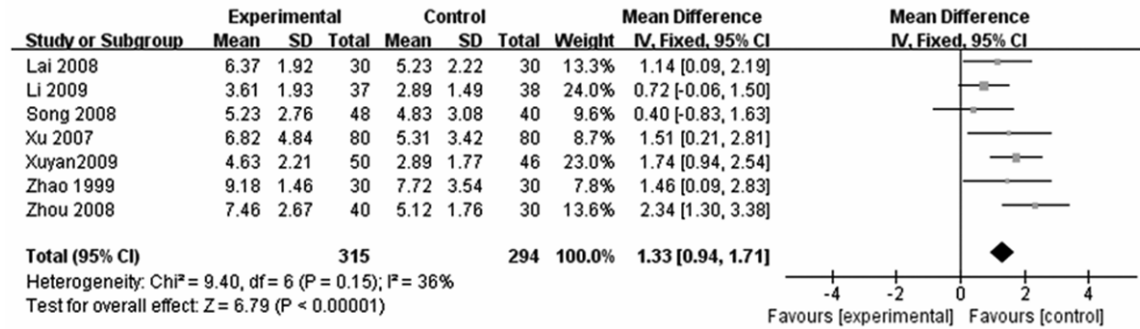 Experimental Control Mean Difference Mean Difference
Study or Subgroup Mean SD Total Mean SD Total Weight IV, Fixed, 95% CI IV, Fixed, 95% CI
Lai 2008 6.37 1.92 30 5.23 2.22 30 13.3% 1.14 [0.09, 2.19]
Li 2009 3.61 1.93 37 2.89 1.49 38 24.0% 0.72 [-0.06, 1.50]
Song 2008 5.23 2.76 48 4.83 3.08 40 9.6% 0.40 [-0.83, 1.63]
Xu 2007 6.82 4.84 80 5.31 3.42 80 8.7% 1.51 [0.21, 2.81]
Xuyan2009 4.63 2.21 50 2.89 1.77 46 23.0% 1.74 [0.94, 2.54]
Zhao 1999 9.18 1.46 30 7.72 3.54 30 7.8% 1.46 [0.09, 2.83]
Zhou 2008 7.46 2.67 40 5.12 1.76 30 13.6% 2.34 [1.30, 3.38]
Total (95% CI) 315 294 100.0% 1.33 [0.94, 1.71]
Heterogeneity: Chi² = 9.40, df = 6 (P = 0.15); I² = 36%
Test for overall effect: Z = 6.79 (P < 0.00001)
-4 -2 0 2 4
Favours [experimental] Favours [control]